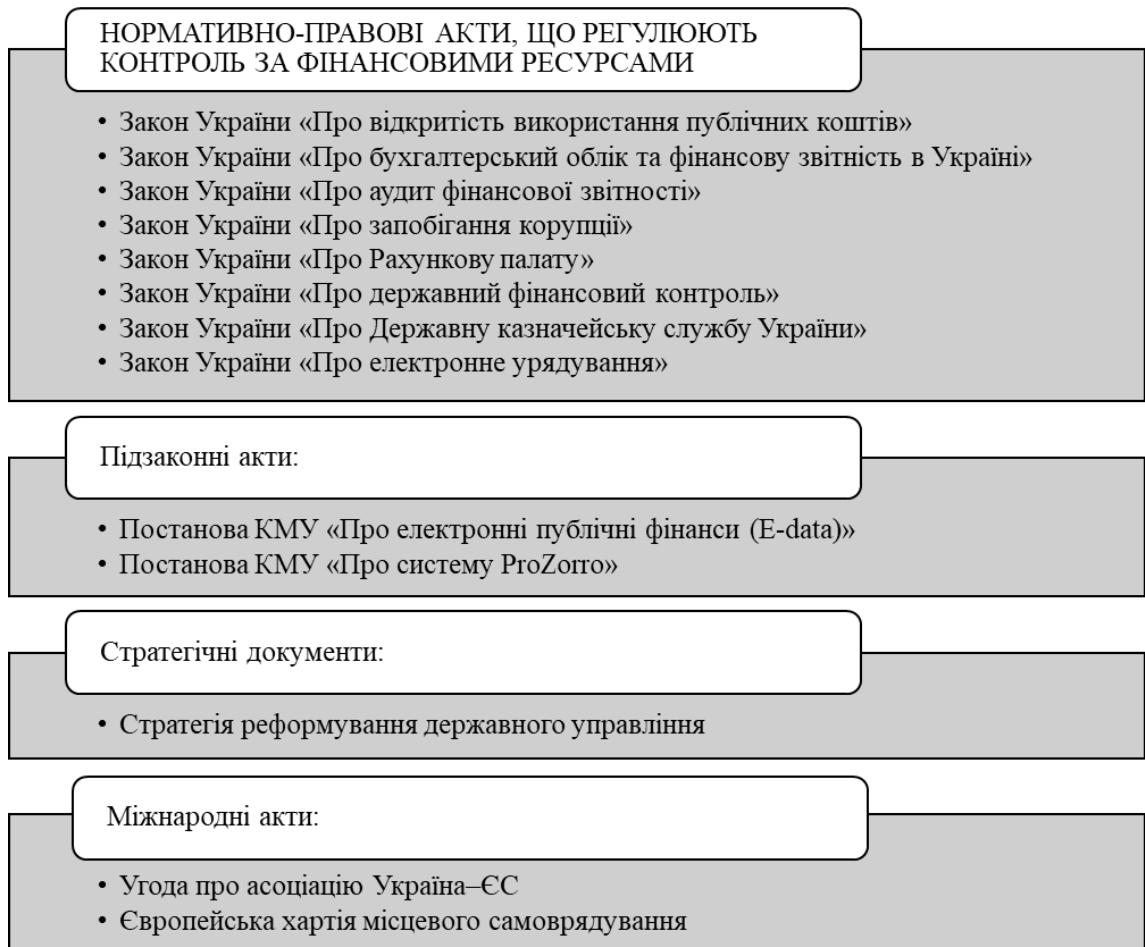 НОРМАТИВНО-ПРАВОВІ АКТИ, ЩО РЕГУЛЮЮТЬ
КОНТРОЛЬ ЗА ФІНАНСОВИМИ РЕСУРСАМИ
• Закон України «Про відкритість використання публічних коштів»
• Закон України «Про бухгалтерський облік та фінансову звітність в Україні»
• Закон України «Про аудит фінансової звітності»
• Закон України «Про запобігання корупції»
• Закон України «Про Рахункову палату»
• Закон України «Про державний фінансовий контроль»
• Закон України «Про Державну казначейську службу України»
• Закон України «Про електронне урядування»
Підзаконні акти:
• Постанова КМУ «Про електронні публічні фінанси (E-data)»
• Постанова КМУ «Про систему ProZorro»
Стратегічні документи:
• Стратегія реформування державного управління
Міжнародні акти:
• Угода про асоціацію Україна–ЄС
• Європейська хартія місцевого самоврядування